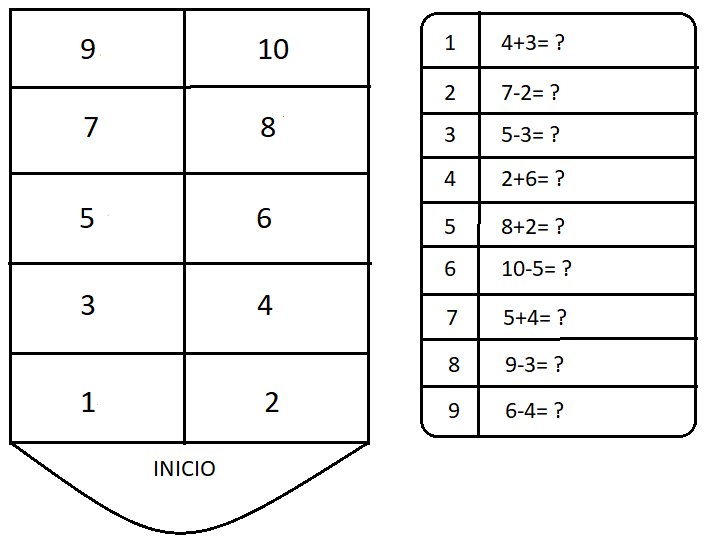 9 10
7 8
5 6
3 4
1 2
INICIO
1 4+3= ?
2 7-2= ?
3 5-3= ?
4 2+6= ?
5 8+2= ?
6 10-5= ?
7 5+4= ?
8 9-3= ?
9 6-4= ?